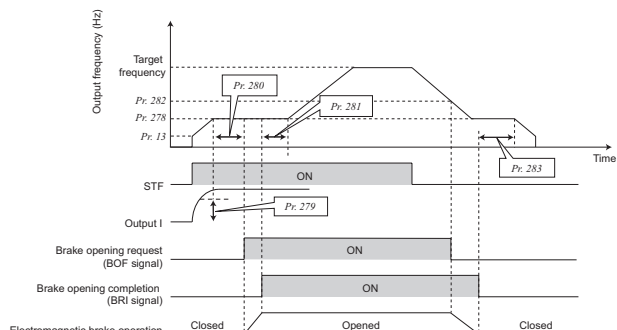 Output frequency (Hz)
Target
frequency
Pr. 280
Pr. 282
Pr. 281
Pr. 278
Pr. 13
Time
Pr. 283
STF
ON
Pr. 279
Output I
Brake opening request
(BOF signal)
ON
Brake opening completion
(BRI signal)
ON
Electromagnetic brake operation
Closed
Opened
Closed